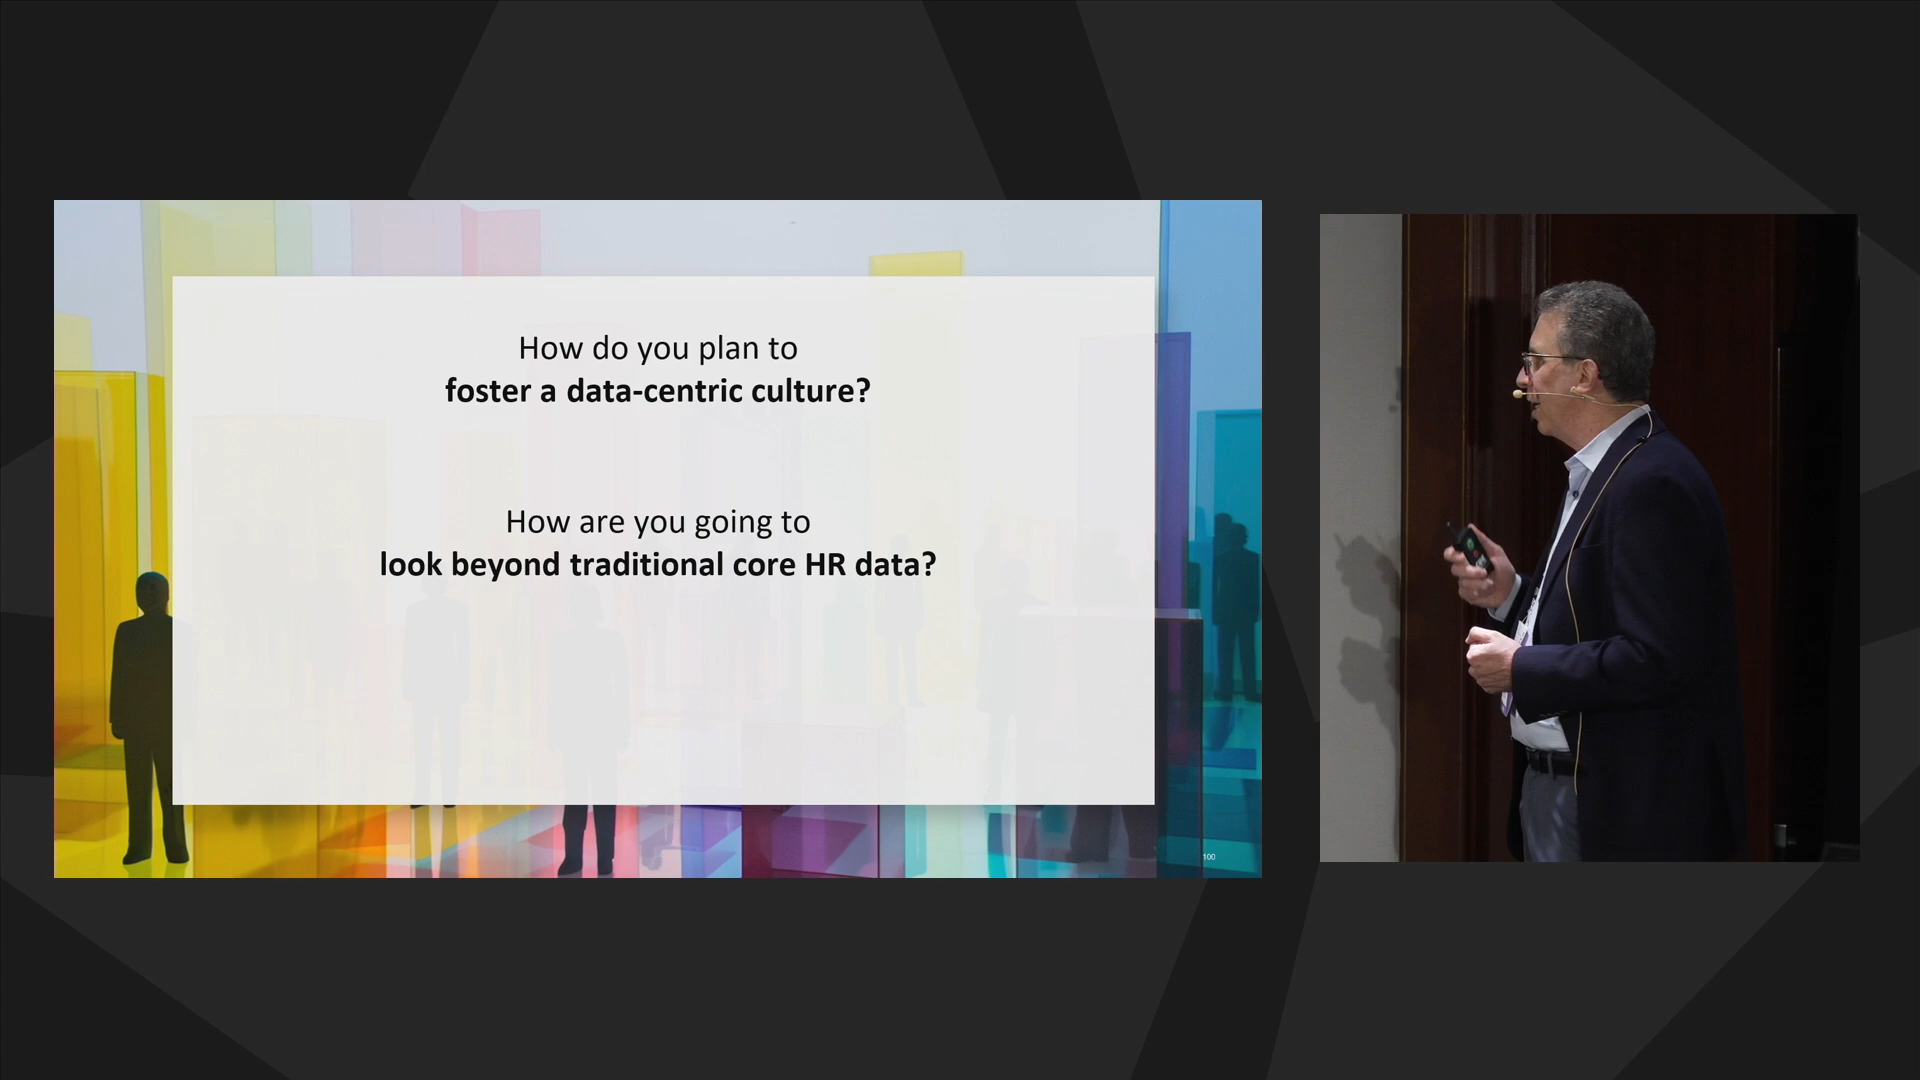 How do you plan to
foster a data-centric culture?
How are you going to
look beyond traditional core HR data?
100